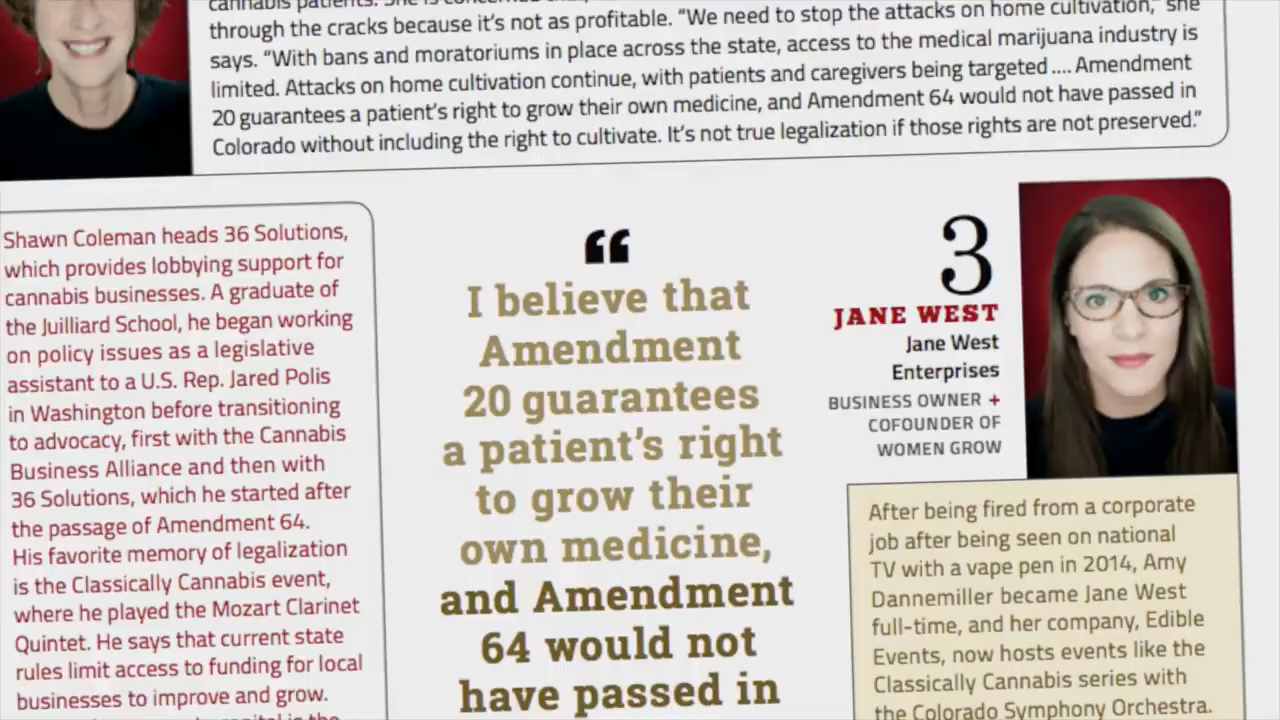 cannabis patients. She is concerned
through the cracks because it's not as profitable. “We need to stop the attacks on home cultivation,” she
says. “With bans and moratoriums in place across the state, access to the medical marijuana industry is
limited. Attacks on home cultivation continue, with patients and caregivers being targeted .... Amendment
20 guarantees a patient's right to grow their own medicine, and Amendment 64 would not have passed in
Colorado without including the right to cultivate. It's not true legalization if those rights are not preserved.”
Shawn Coleman heads 36 Solutions,
which provides lobbying support for
cannabis businesses. A graduate of
the Juilliard School, he began working
on policy issues as a legislative
assistant to a U.S. Rep. Jared Polis
in Washington before transitioning
to advocacy, first with the Cannabis
Business Alliance and then with
36 Solutions, which he started after
the passage of Amendment 64.
His favorite memory of legalization
is the Classically Cannabis event,
where he played the Mozart Clarinet
Quintet. He says that current state
rules limit access to funding for local
businesses to improve and grow.
“
I believe that
Amendment
20 guarantees
a patient's right
to grow their
own medicine,
and Amendment
64 would not
have passed in
3
JANE WEST
Jane West
Enterprises
BUSINESS OWNER +
COFOUNDER OF
WOMEN GROW
After being fired from a corporate
job after being seen on national
TV with a vape pen in 2014, Amy
Dannemiller became Jane West
full-time, and her company, Edible
Events, now hosts events like the
Classically Cannabis series with
the Colorado Symphony Orchestra.